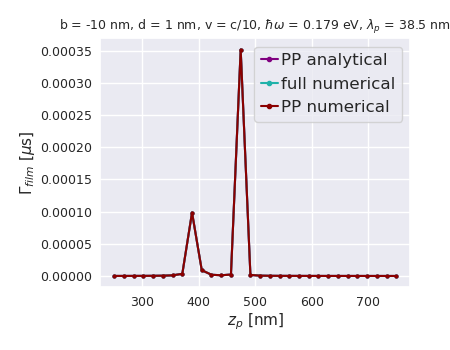 b = -10 nm, d = 1 nm, v = c/10, ℏω = 0.179 eV, λp = 38.5 nm
PP analytical
full numerical
PP numerical
Γfilm [μs]
0.00035
0.00030
0.00025
0.00020
0.00015
0.00010
0.00005
0.00000
300 400 500 600 700
zp [nm]